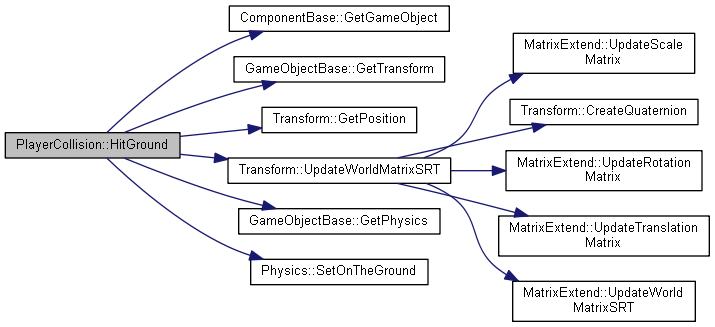 PlayerCollision::HitGround
ComponentBase::GetGameObject
GameObjectBase::GetTransform
Transform::GetPosition
Transform::UpdateWorldMatrixSRT
GameObjectBase::GetPhysics
Physics::SetOnTheGround
MatrixExtend::UpdateScale
Matrix
Transform::CreateQuaternion
MatrixExtend::UpdateRotation
Matrix
MatrixExtend::UpdateTranslation
Matrix
MatrixExtend::UpdateWorld
MatrixSRT